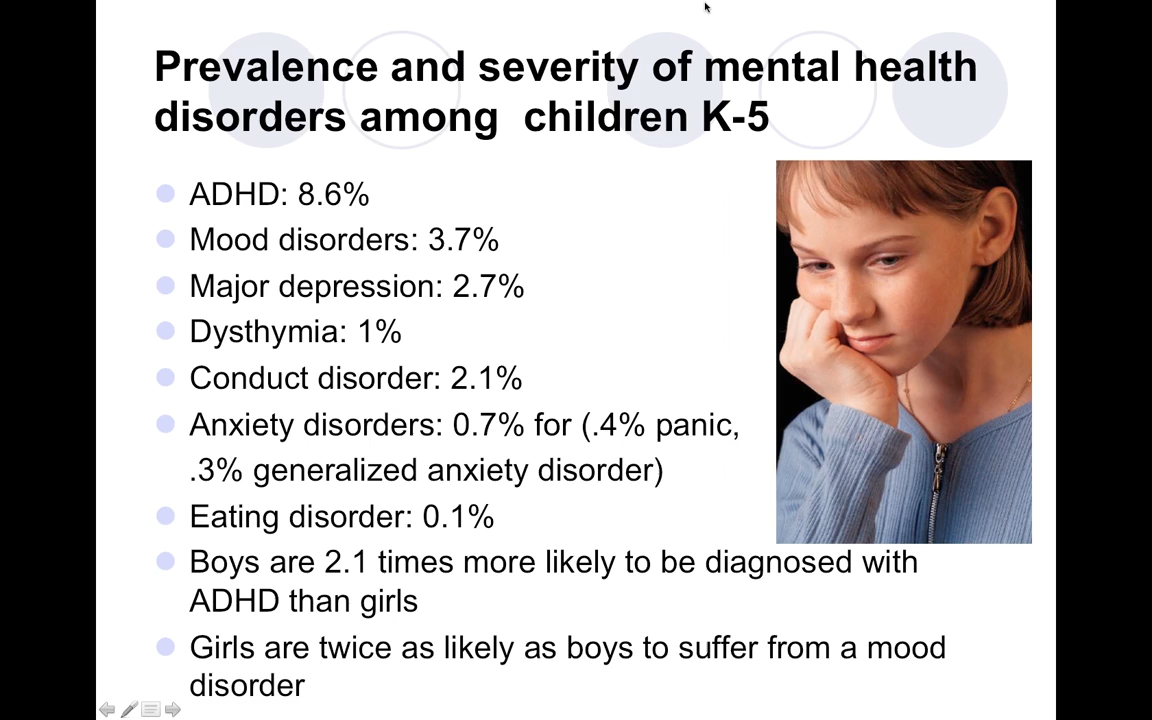 Prevalence and severity of mental health
disorders among  children K-5
ADHD: 8.6%
Mood disorders: 3.7%
Major depression: 2.7%
Dysthymia: 1%
Conduct disorder: 2.1%
Anxiety disorders: 0.7% for (.4% panic,
.3% generalized anxiety disorder)
Eating disorder: 0.1%
Boys are 2.1 times more likely to be diagnosed with
ADHD than girls
Girls are twice as likely as boys to suffer from a mood
disorder